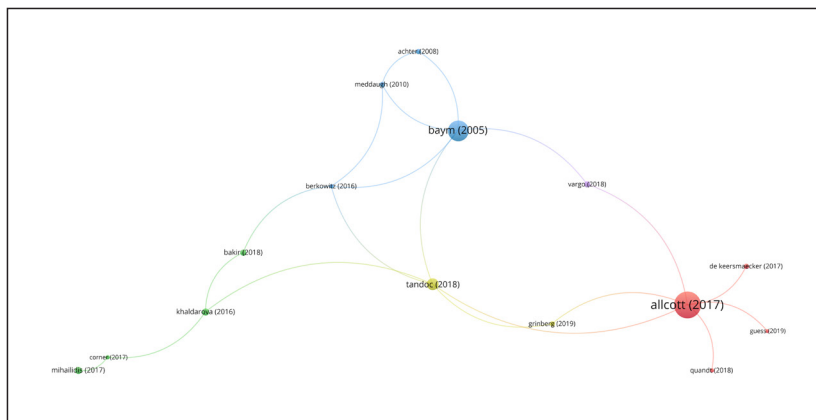 achter (2008)
meddaugh (2010)
baym (2005)
berkowitz (2016)
vargo (2018)
bakir (2018)
de keersmaecker (2017)
tandoc (2018)
allcott (2017)
khaldarova (2016)
grinberg (2019)
guess (2019)
corner (2017)
mihailidis (2017)
quandt (2018)